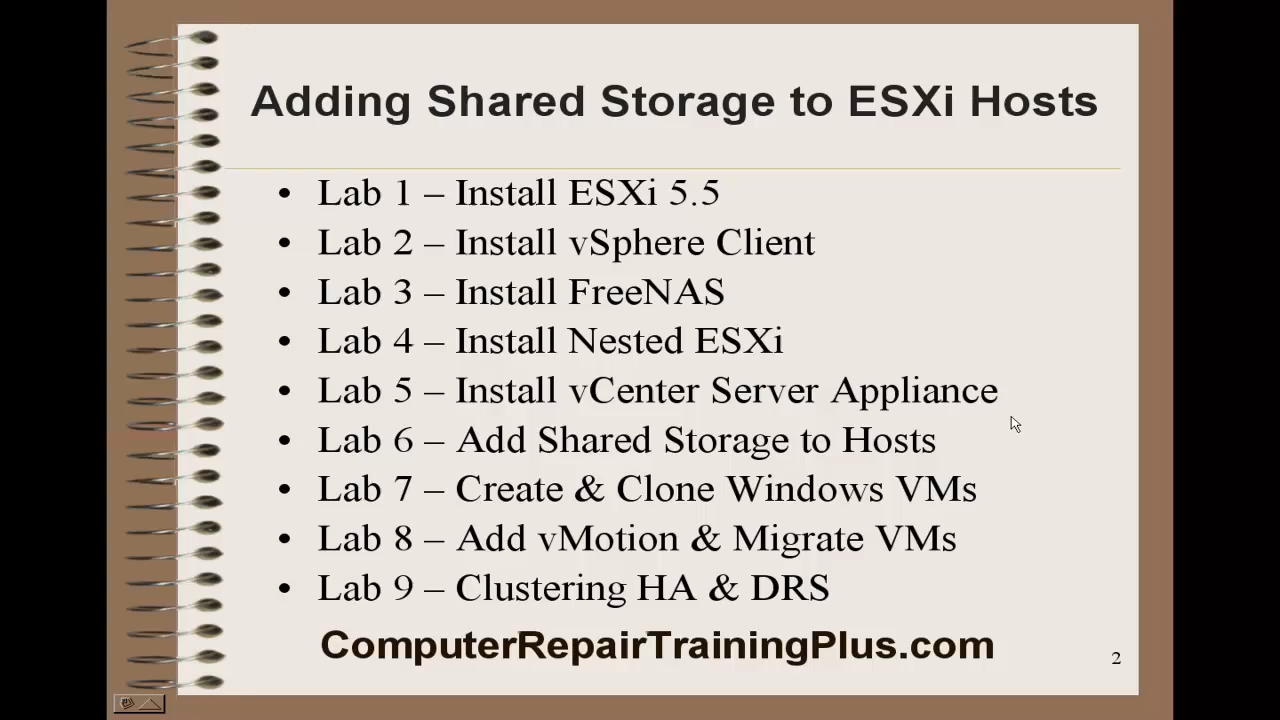 Adding Shared Storage to ESXi Hosts
• Lab 1 – Install ESXi 5.5
• Lab 2 – Install vSphere Client
• Lab 3 – Install FreeNAS
• Lab 4 – Install Nested ESXi
• Lab 5 – Install vCenter Server Appliance
• Lab 6 – Add Shared Storage to Hosts
• Lab 7 – Create & Clone Windows VMs
• Lab 8 – Add vMotion & Migrate VMs
• Lab 9 – Clustering HA & DRS
ComputerRepairTrainingPlus.com
2